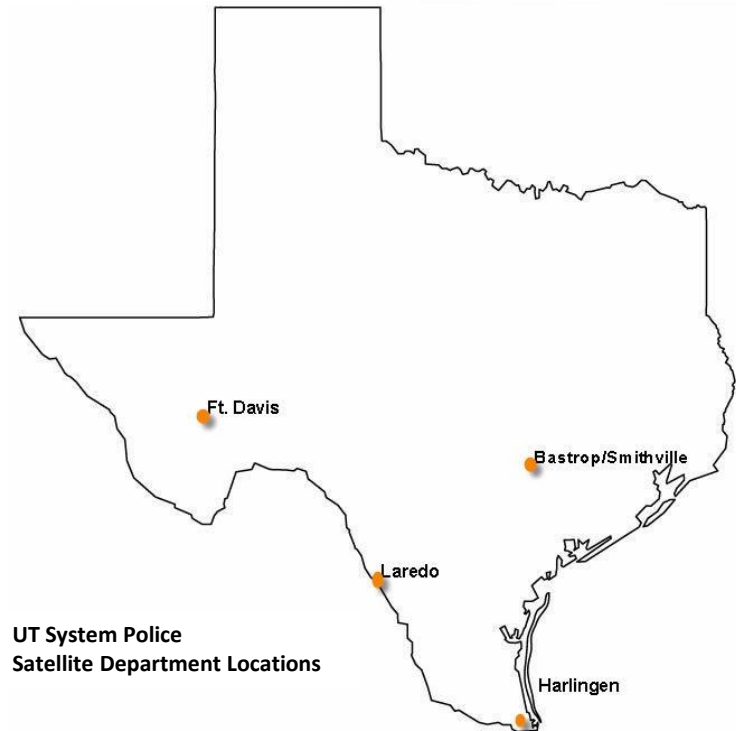 Ft. Davis
Bastrop/Smithville
Laredo
UT System Police
Satellite Department Locations
Harlingen